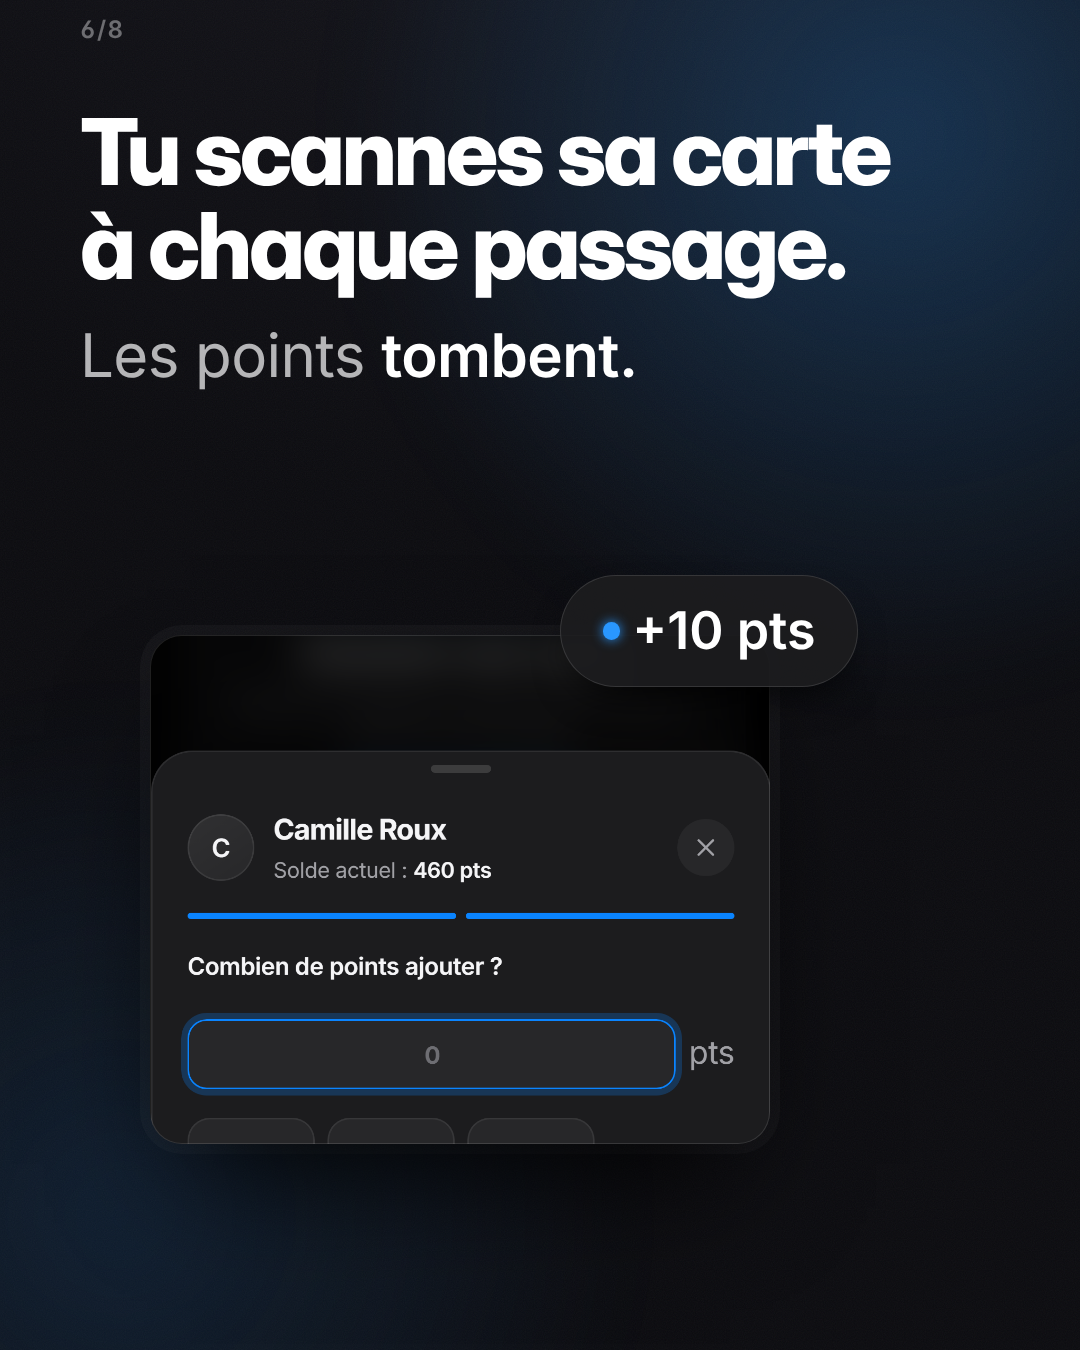 6/8
Tu scannes sa carte
à chaque passage.
Les points tombent.
+10 pts
C
Camille Roux
Solde actuel : 460 pts
Combien de points ajouter ?
0
pts